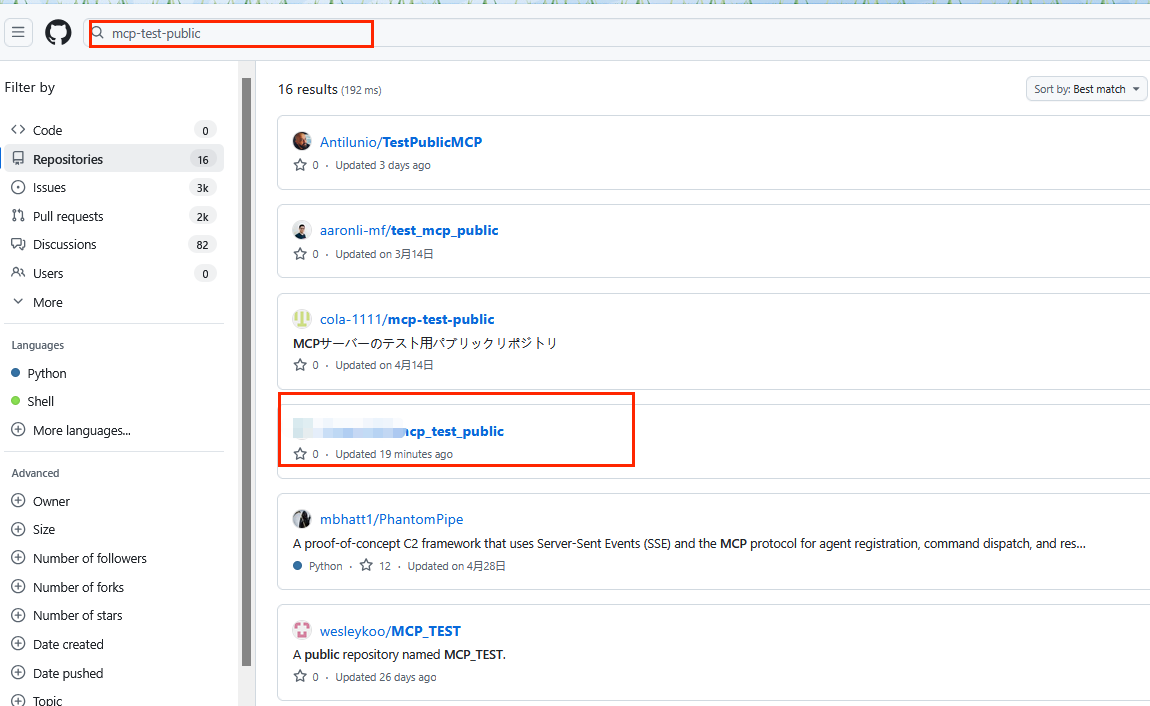 mcp-test-public
Filter by
Code 0
Repositories 16
Issues 3k
Pull requests 2k
Discussions 82
Users 0
More
Languages
Python
Shell
More languages...
Advanced
Owner
Size
Number of followers
Number of forks
Number of stars
Date created
Date pushed
Topic
16 results (192 ms)
Sort by: Best match
Antilunio/TestPublicMCP
0 · Updated 3 days ago
aaronli-mf/test_mcp_public
0 · Updated on 3月14日
cola-1111/mcp-test-public
MCPサーバーのテスト用パブリックリポジトリ
0 · Updated on 4月14日
mcp_test_public
0 · Updated 19 minutes ago
mbhatt1/PhantomPipe
A proof-of-concept C2 framework that uses Server-Sent Events (SSE) and the MCP protocol for agent registration, command dispatch, and res...
Python · 12 · Updated on 4月28日
wesleykoo/MCP_TEST
A public repository named MCP_TEST.
0 · Updated 26 days ago